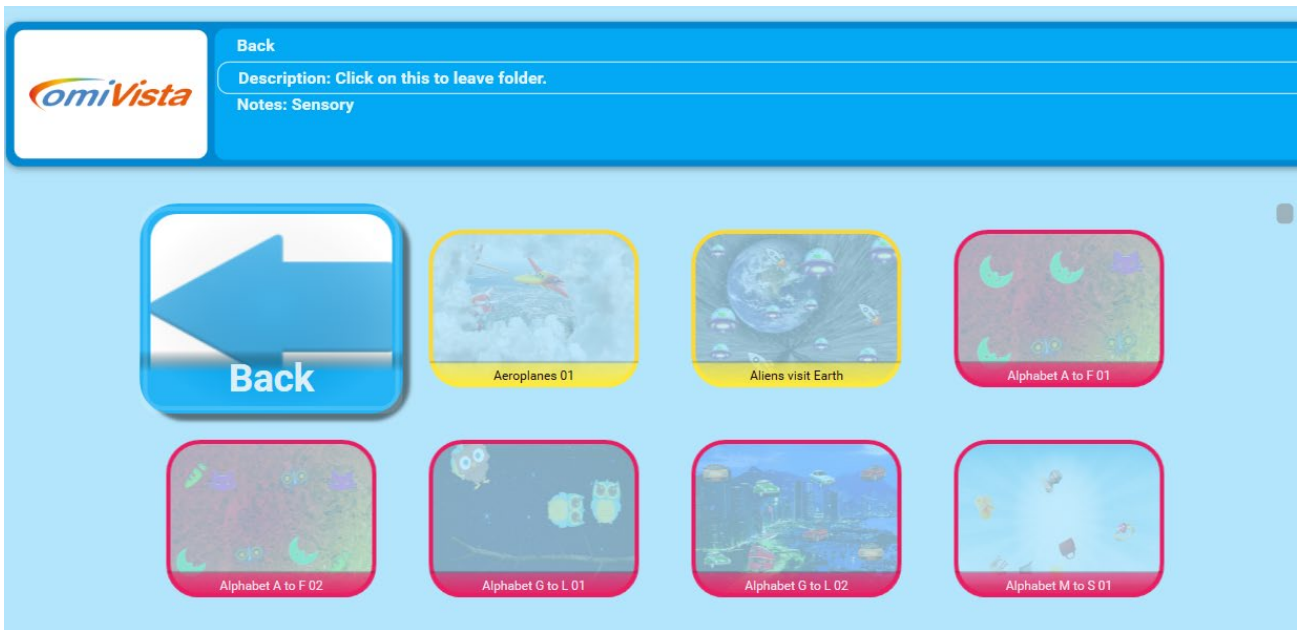 omiVista
Back
Description: Click on this to leave folder.
Notes: Sensory
Back
Aeroplanes 01
Aliens visit Earth
Alphabet A to F 01
Alphabet A to F 02
Alphabet G to L 01
Alphabet G to L 02
Alphabet M to S 01